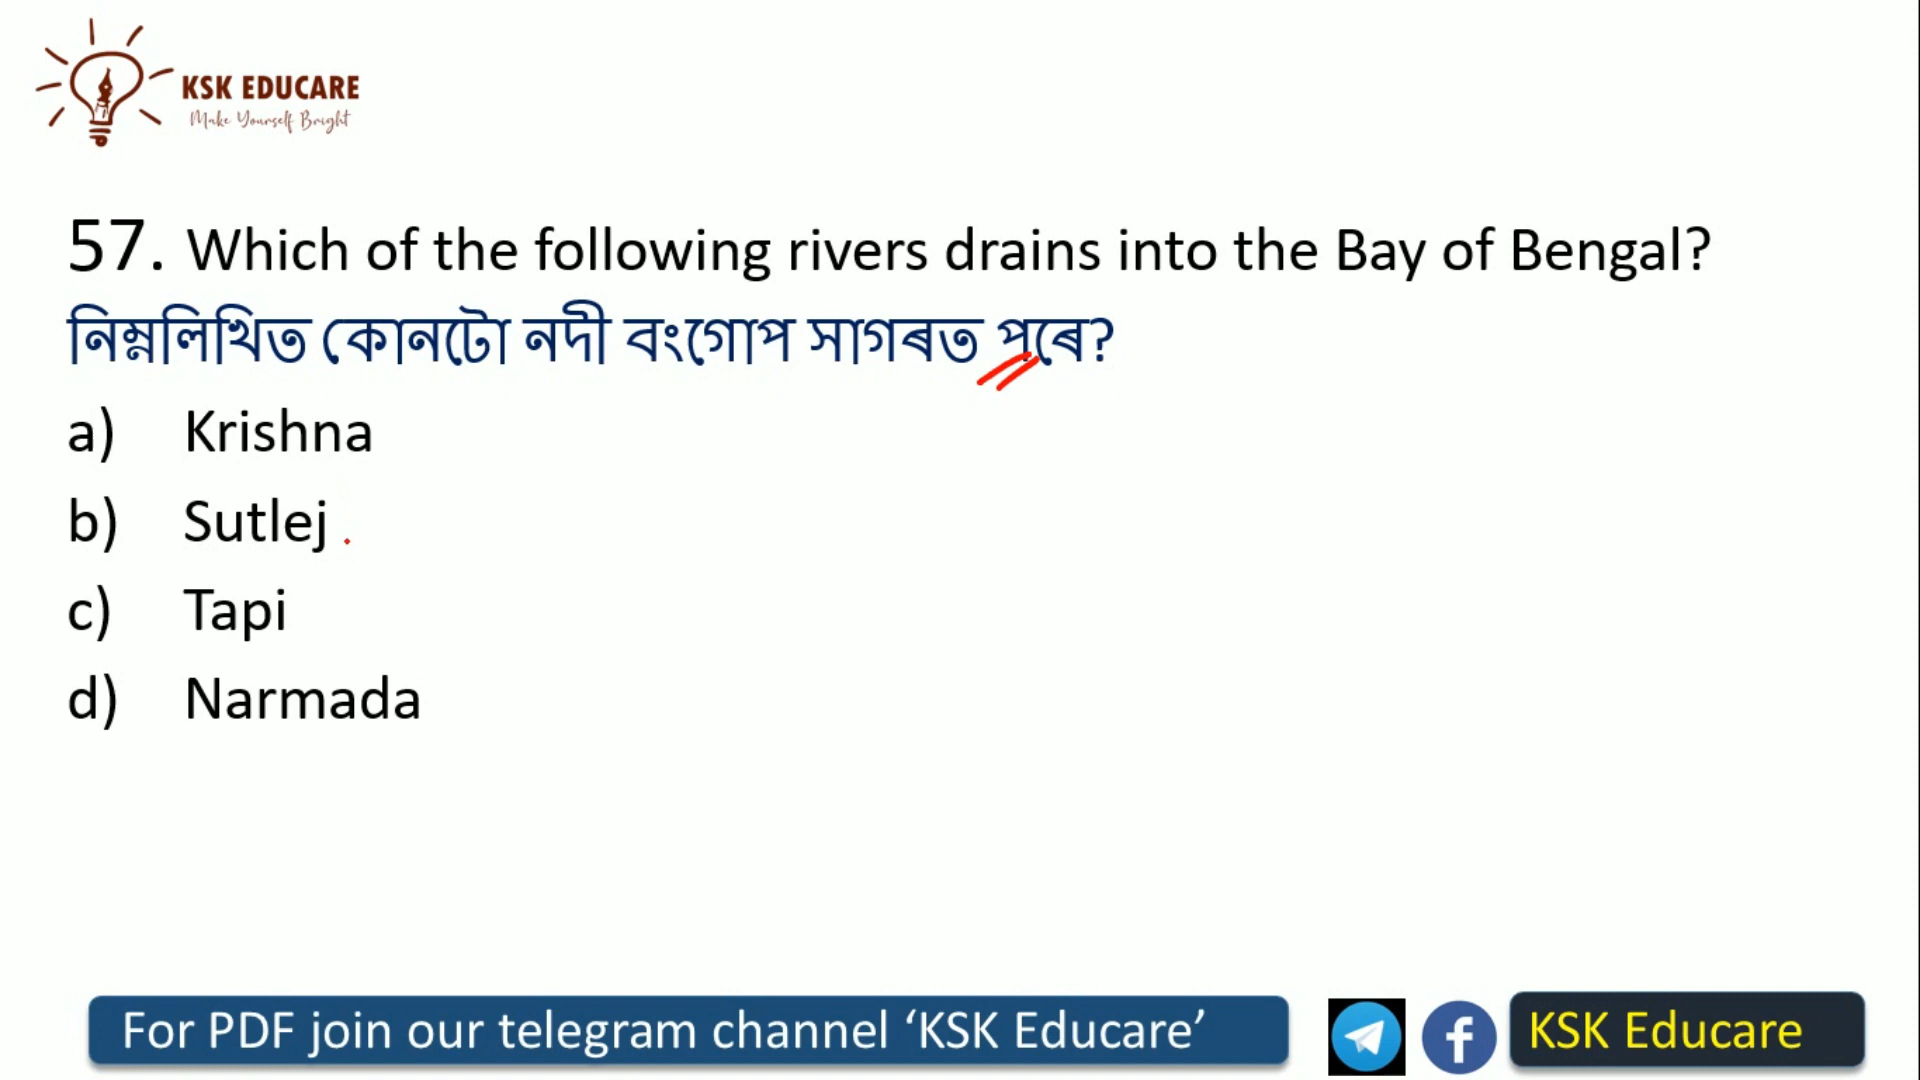 KSK EDUCARE
Make Yourself Bright
57. Which of the following rivers drains into the Bay of Bengal?
নিম্নলিখিত কোনটো নদী বংগোপ সাগৰত পৰে?
a) Krishna
b) Sutlej
c) Tapi
d) Narmada
For PDF join our telegram channel ‘KSK Educare’
KSK Educare